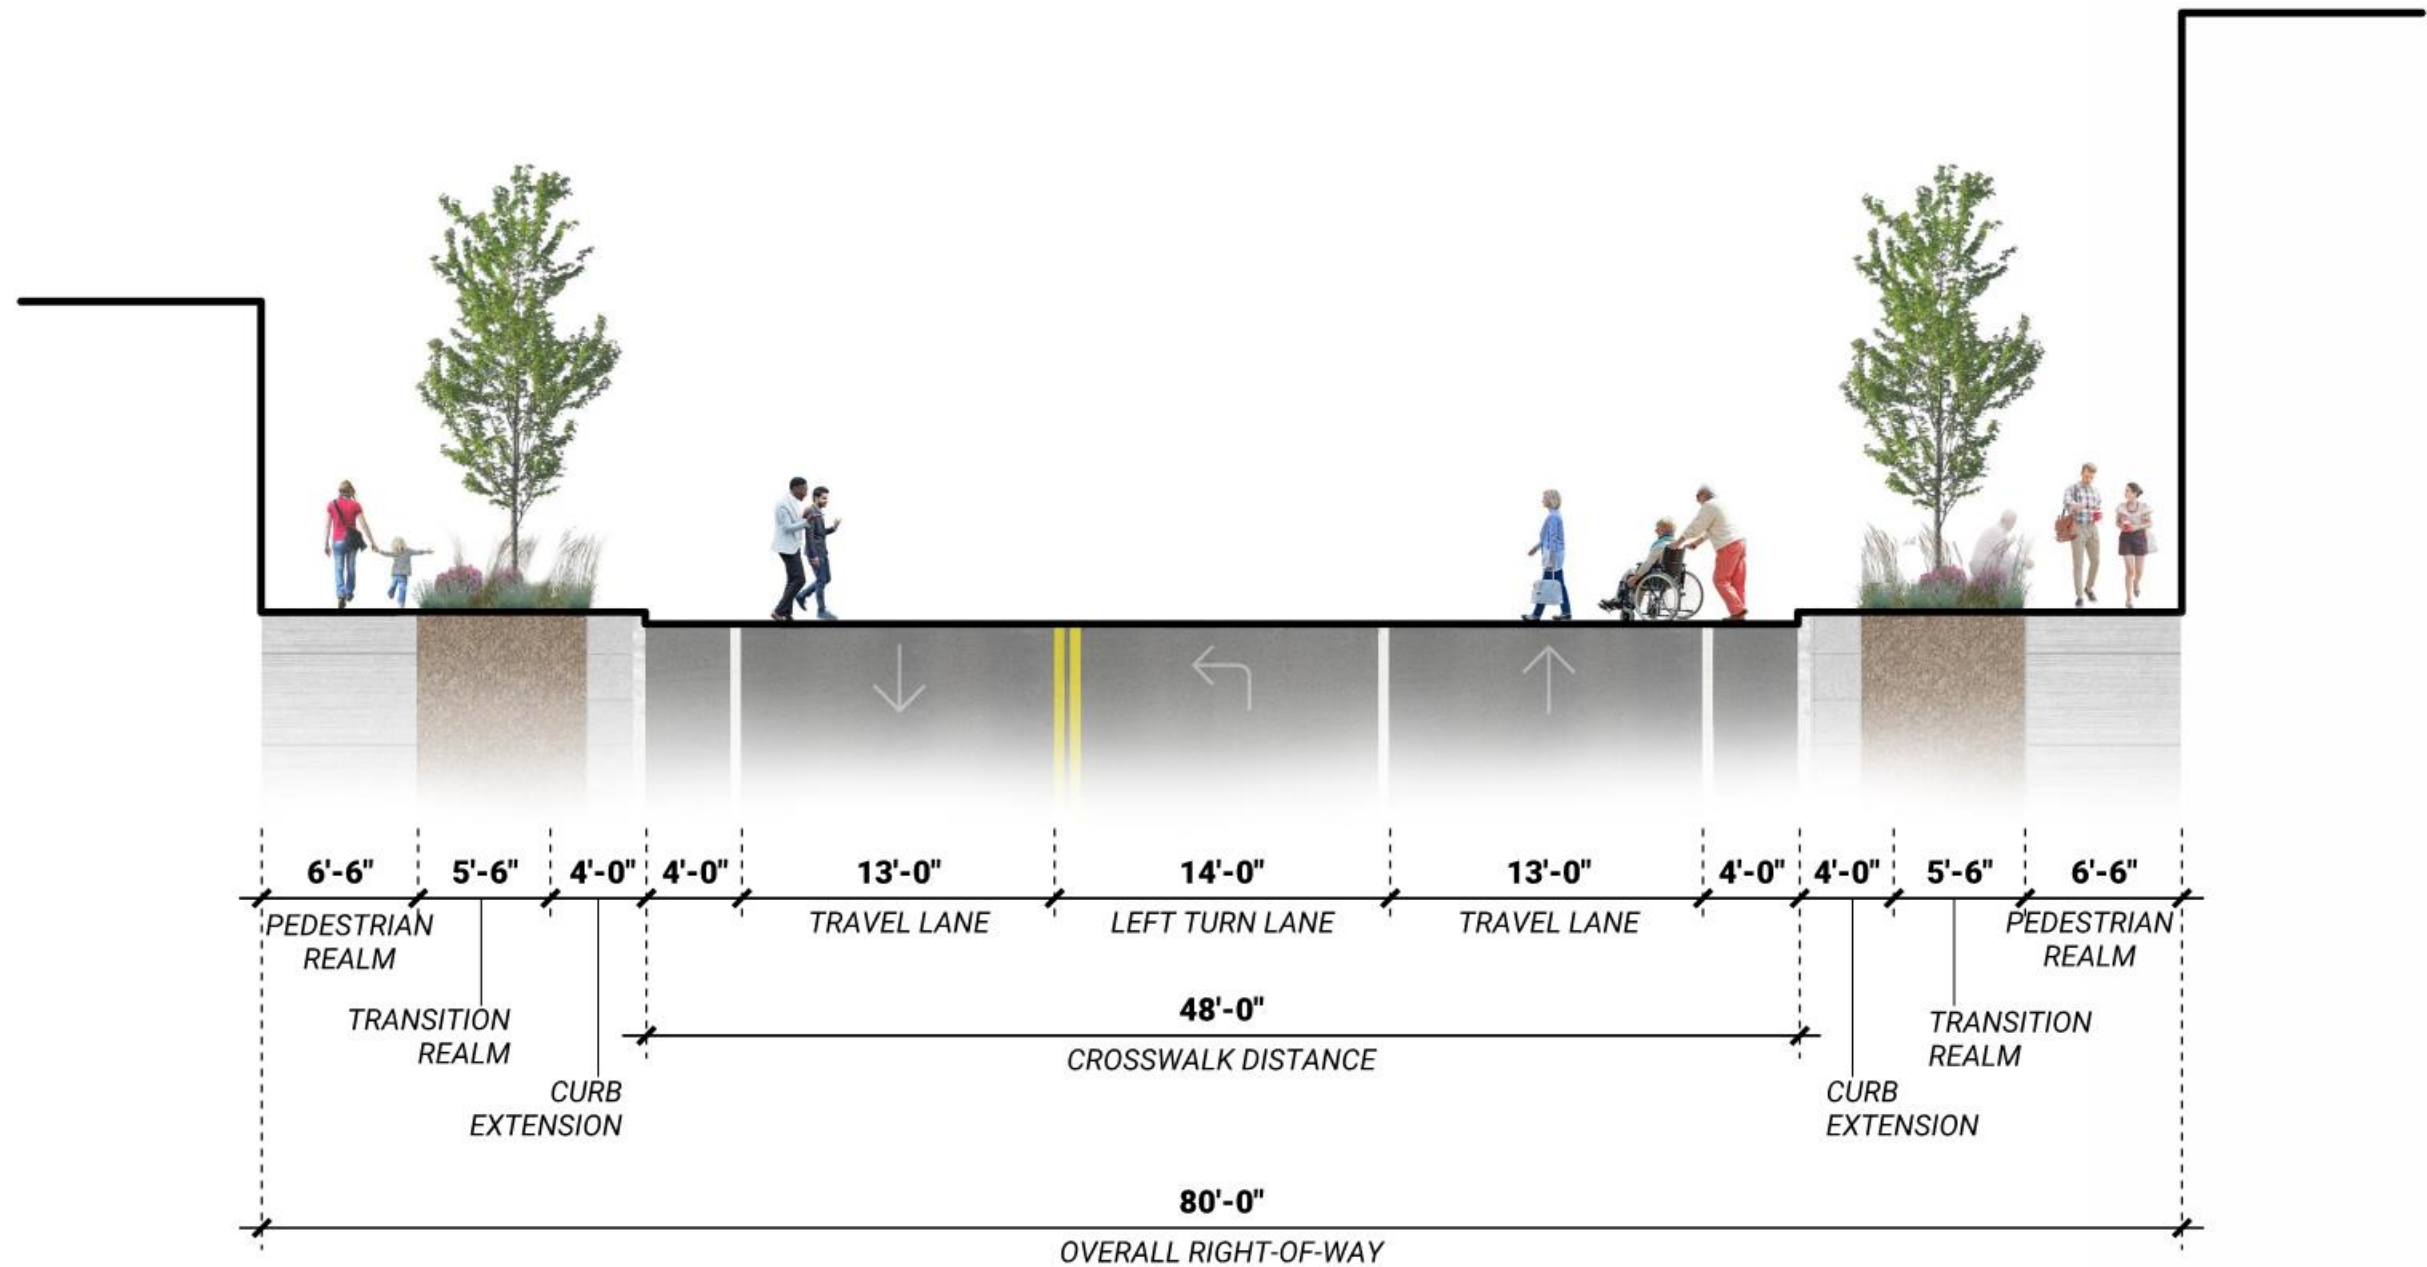 6'-6" 5'-6" 4'-0" 4'-0" 13'-0" 14'-0" 13'-0" 4'-0" 4'-0" 5'-6" 6'-6"
PEDESTRIAN
REALM
TRAVEL LANE
LEFT TURN LANE
TRAVEL LANE
PEDESTRIAN
REALM
TRANSITION
REALM
48'-0"
CROSSWALK DISTANCE
TRANSITION
REALM
CURB
EXTENSION
CURB
EXTENSION
80'-0"
OVERALL RIGHT-OF-WAY